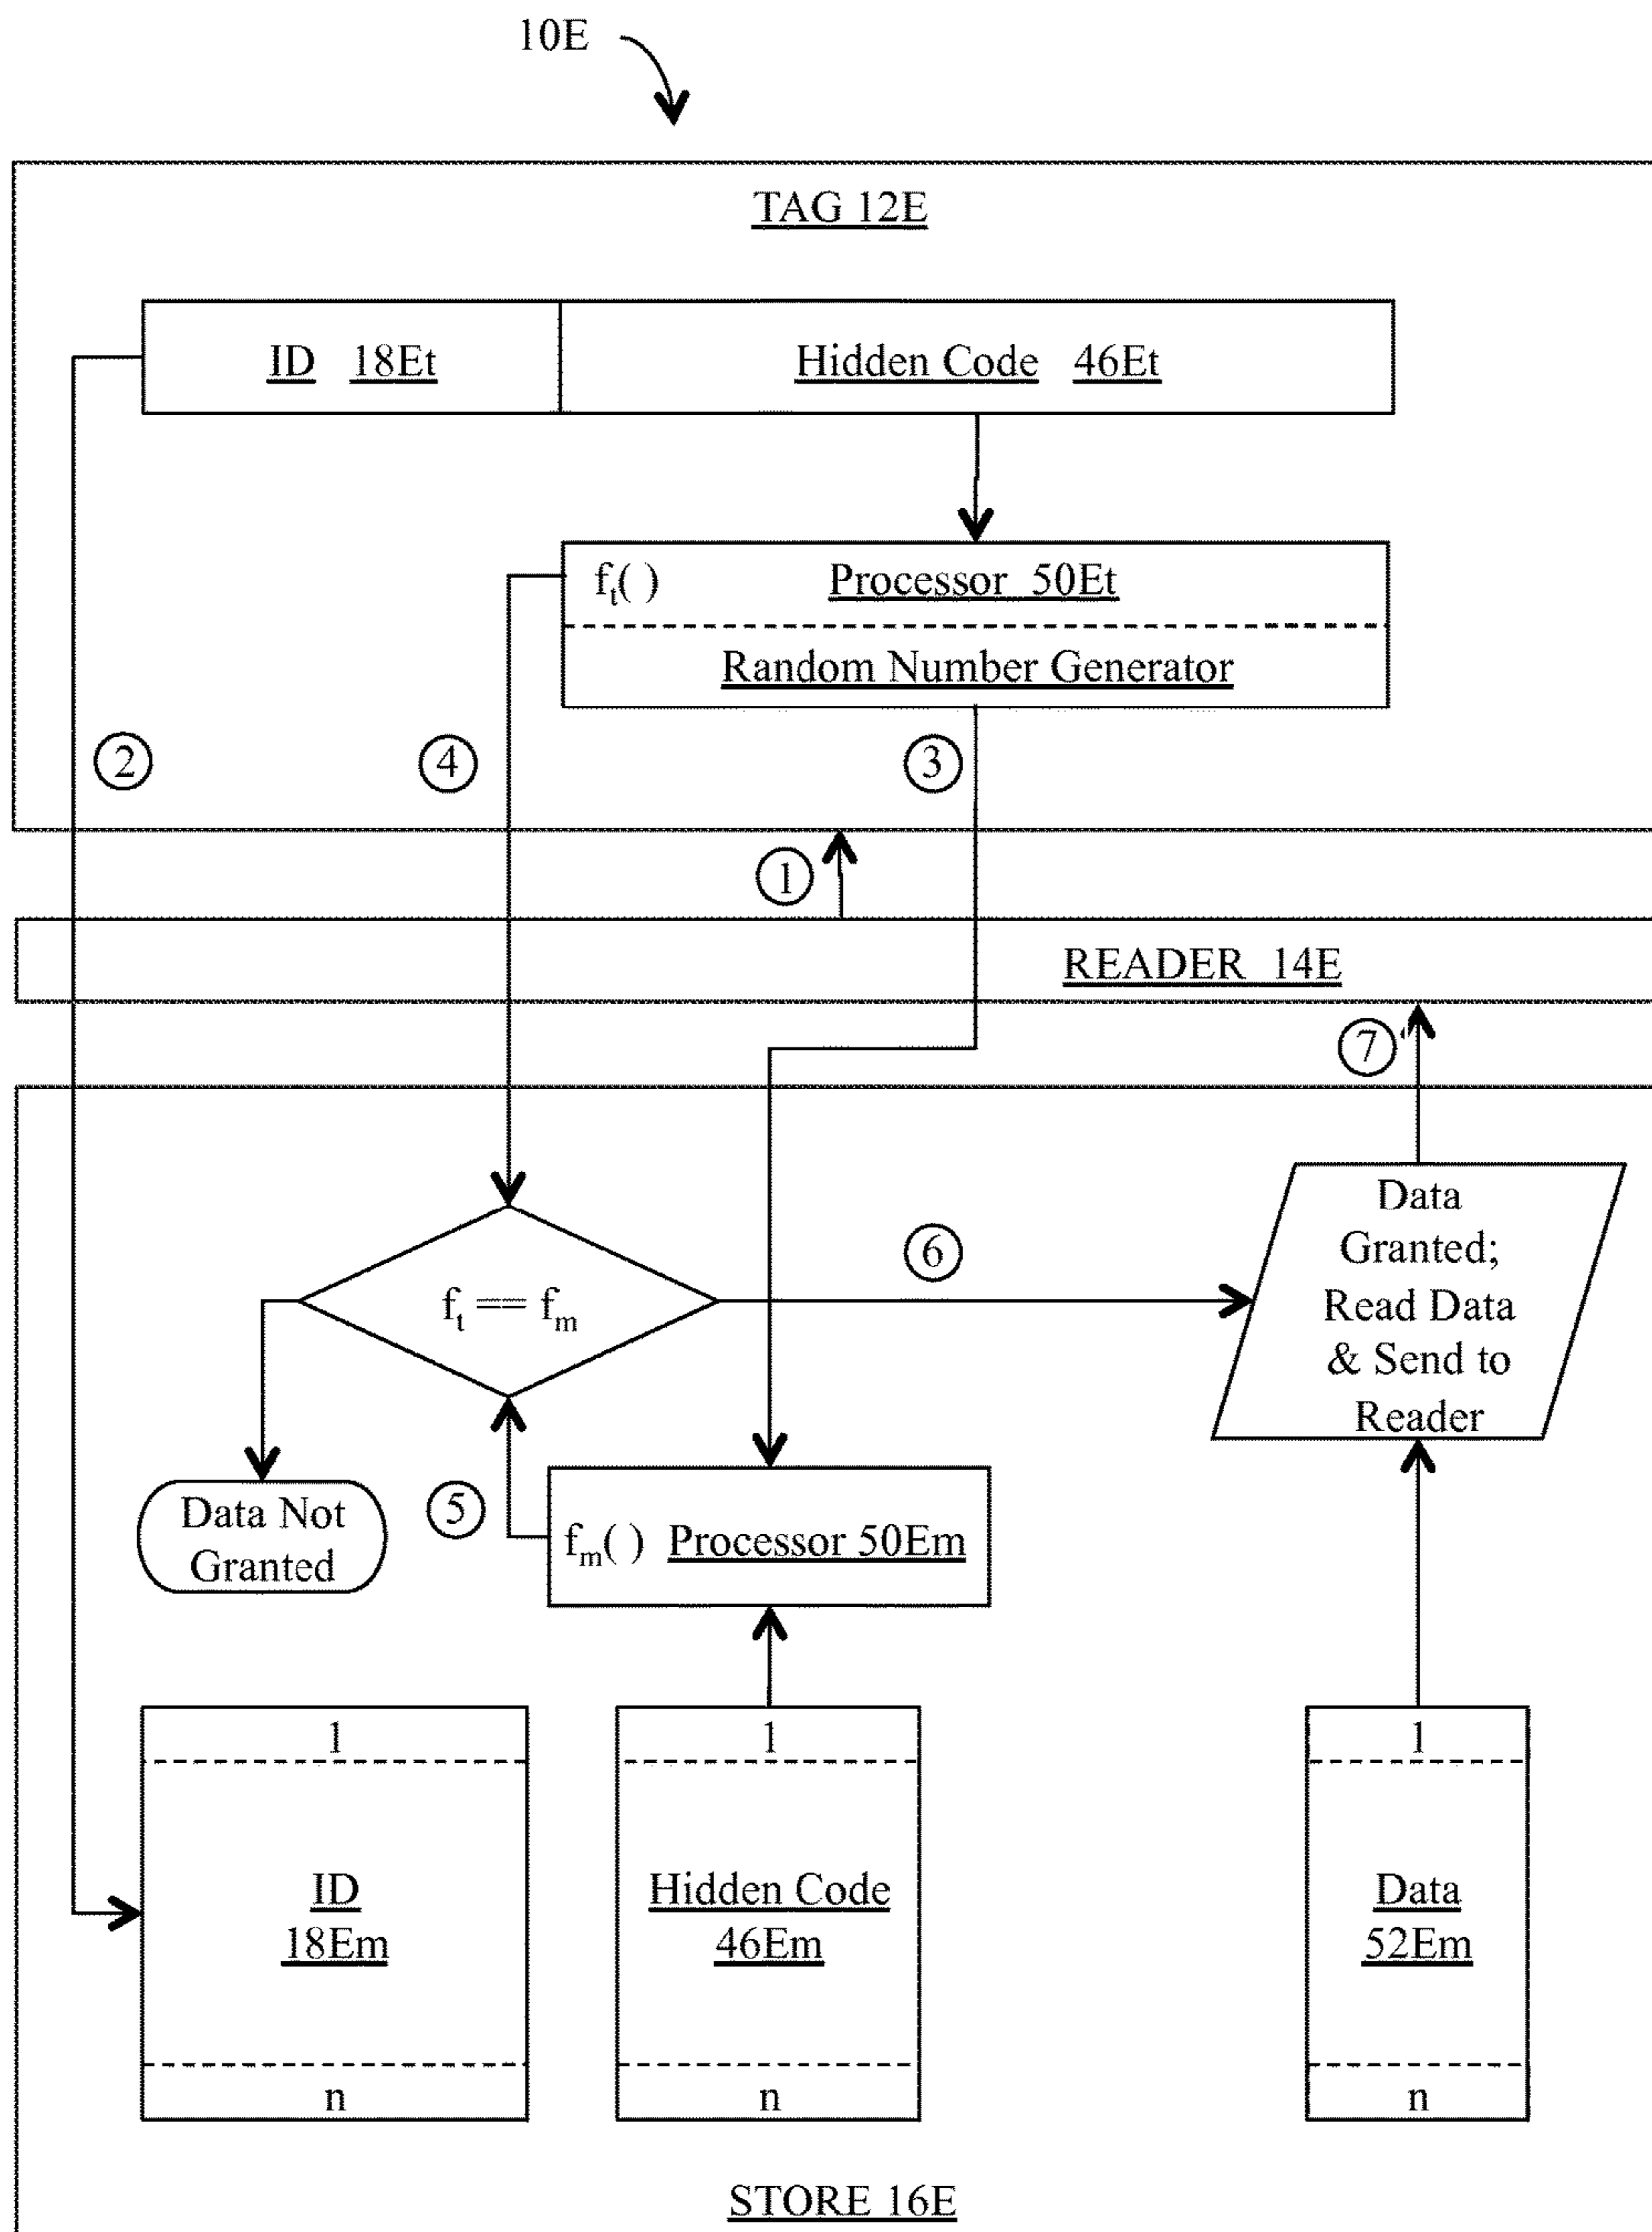 10E
TAG 12E
ID 18Et
Hidden Code 46Et
fₜ( ) Processor 50Et
Random Number Generator
2
4
3
1
READER 14E
7
Data
Granted;
Read Data
& Send to
Reader
6
fₜ == fₘ
Data Not
Granted
5
fₘ( ) Processor 50Em
1
ID
18Em
n
1
Hidden Code
46Em
n
1
Data
52Em
n
STORE 16E